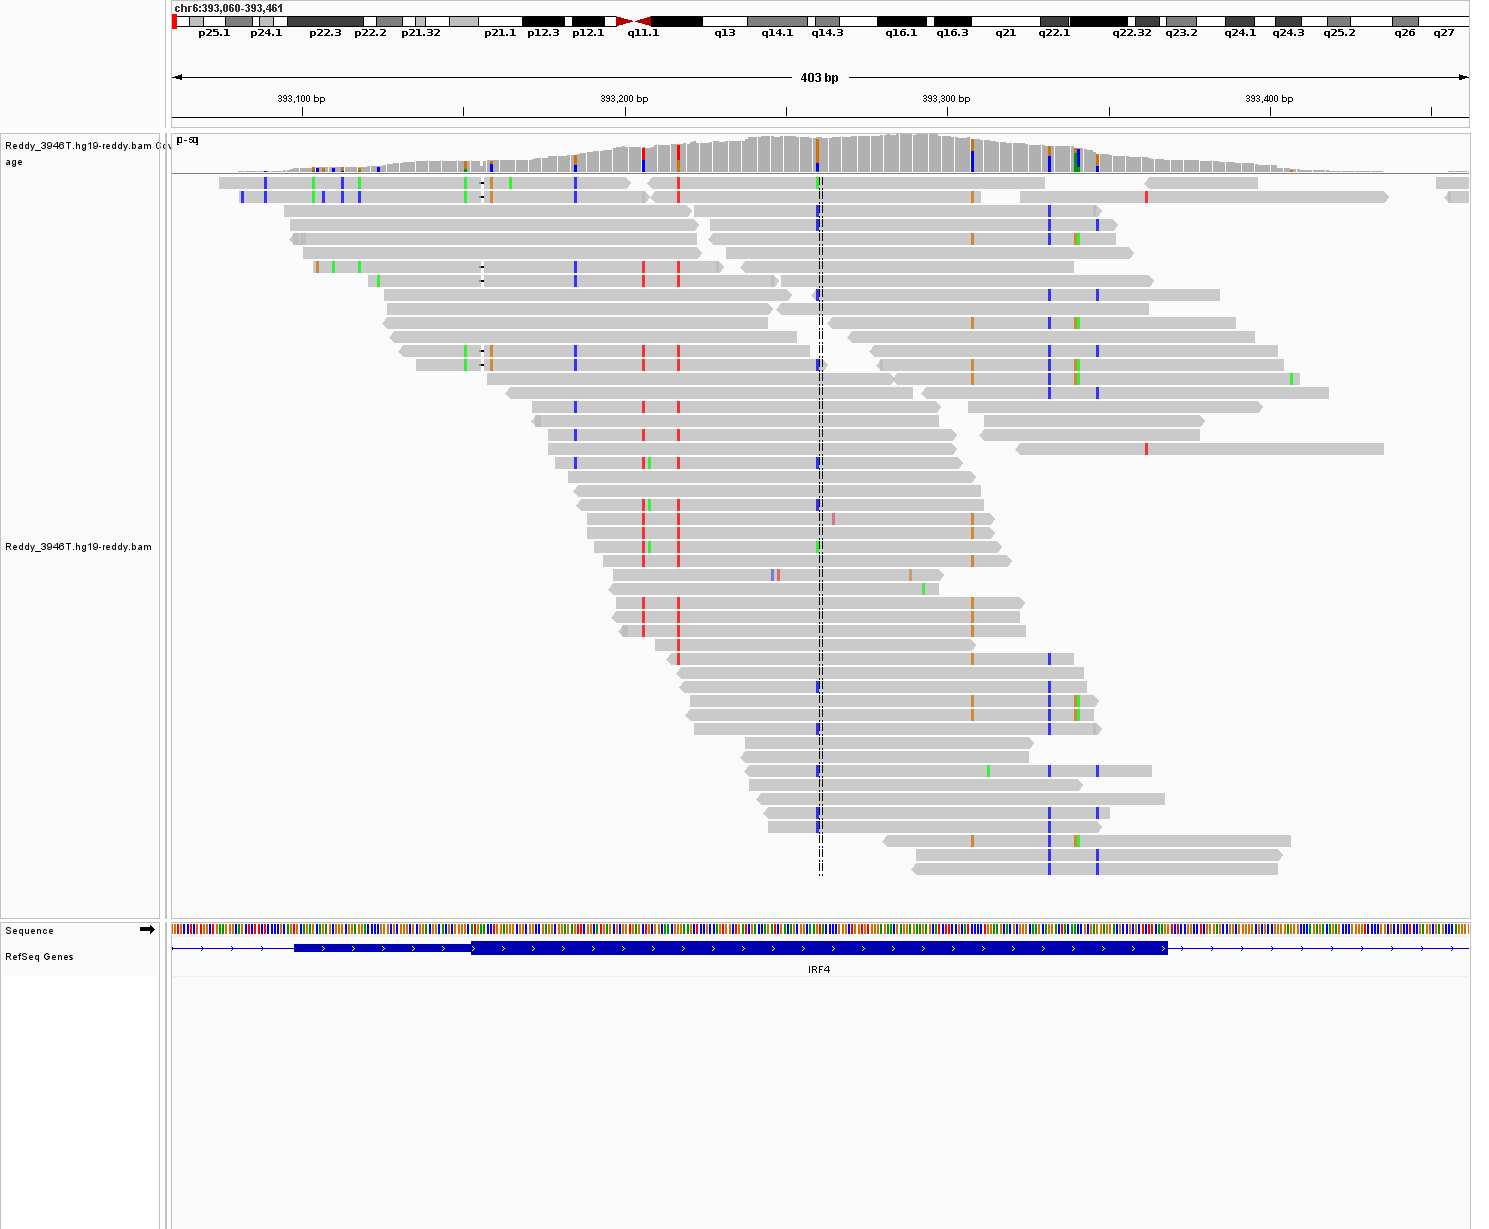 chr6:393,060-393,461
p25.1 p24.1 p22.3 p22.2 p21.32 p21.1 p12.3 p12.1 q11.1 q13 q14.1 q14.3 q16.1 q16.3 q21 q22.1 q22.32 q23.2 q24.1 q24.3 q25.2 q26 q27
403 bp
393,100 bp 393,200 bp 393,300 bp 393,400 bp
Reddy_3946T.hg19-reddy.bam Cov
age
Reddy_3946T.hg19-reddy.bam
Sequence
RefSeq Genes
IRF4